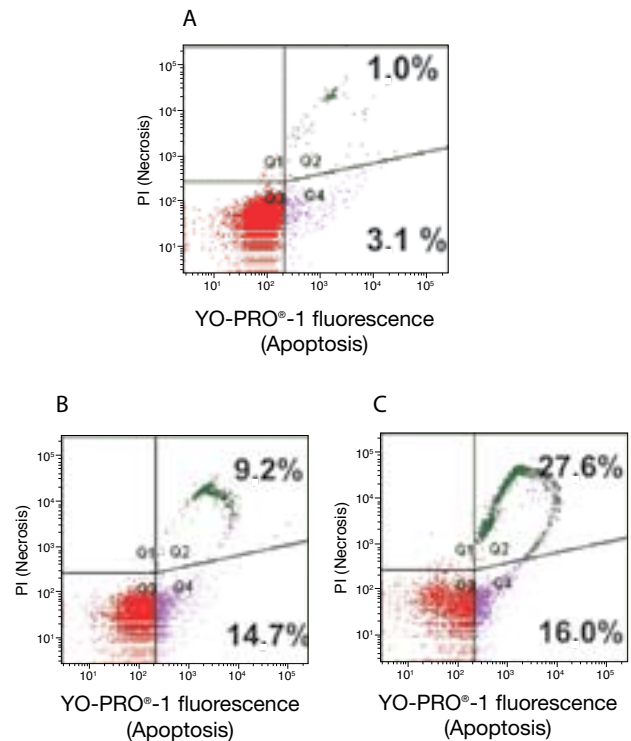 A
10⁵
10⁴
10³
10²
10¹
PI (Necrosis)
1.0%
Q1 Q2
Q3 Q4
3.1 %
10¹ 10² 10³ 10⁴ 10⁵
YO-PRO®-1 fluorescence
(Apoptosis)
B
10⁵
10⁴
10³
10²
10¹
PI (Necrosis)
9.2%
Q1 Q2
Q3 Q4
14.7%
10¹ 10² 10³ 10⁴ 10⁵
YO-PRO®-1 fluorescence
(Apoptosis)
C
10⁵
10⁴
10³
10²
10¹
PI (Necrosis)
27.6%
Q1 Q2
Q3 Q4
16.0%
10¹ 10² 10³ 10⁴ 10⁵
YO-PRO®-1 fluorescence
(Apoptosis)